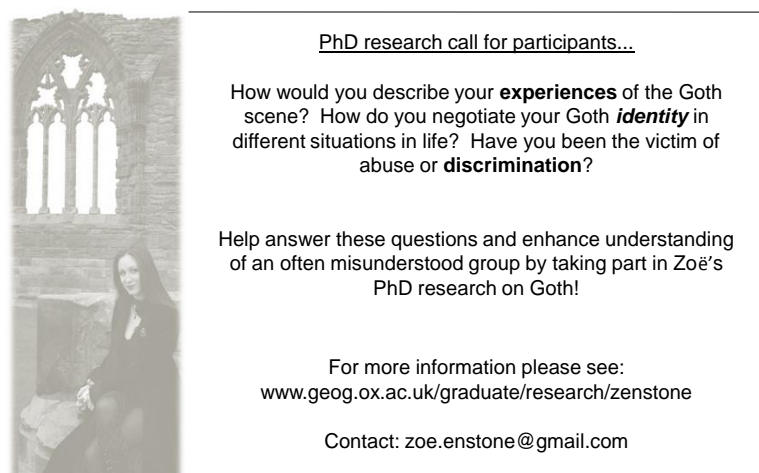 PhD research call for participants...
How would you describe your experiences of the Goth
scene? How do you negotiate your Goth identity in
different situations in life? Have you been the victim of
abuse or discrimination?
Help answer these questions and enhance understanding
of an often misunderstood group by taking part in Zoë's
PhD research on Goth!
For more information please see:
www.geog.ox.ac.uk/graduate/research/zenstone
Contact: zoe.enstone@gmail.com